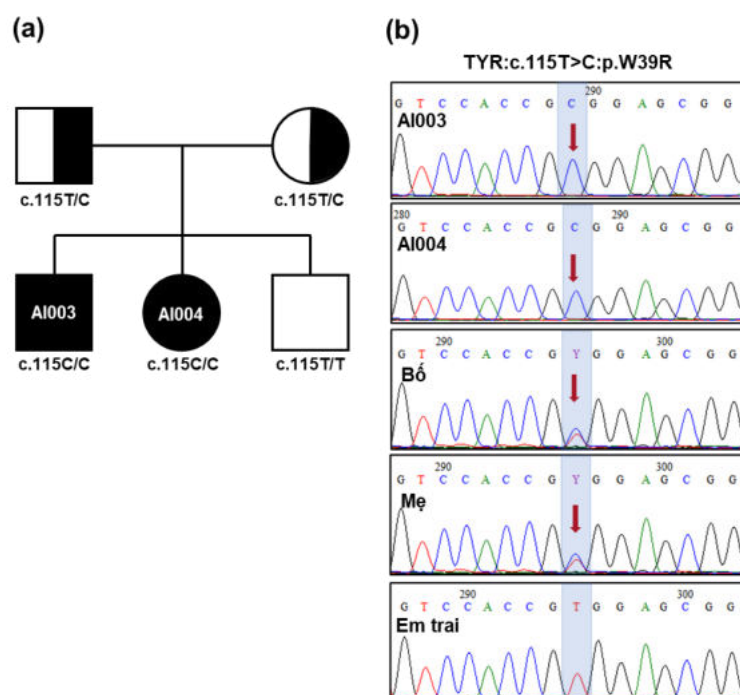 (a)
c.115T/C
c.115T/C
AI003
AI004
c.115C/C
c.115C/C
c.115T/T
(b)
TYR:c.115T>C:p.W39R
290
G T C C A C C G C G G A G C G G
AI003
280
290
G T C C A C C G C G G A G C G G
AI004
290
300
G T C C A C C G Y G G A G C G G
Bố
290
300
G T C C A C C G Y G G A G C G G
Mẹ
290
300
G T C C A C C G T G G A G C G G
Em trai